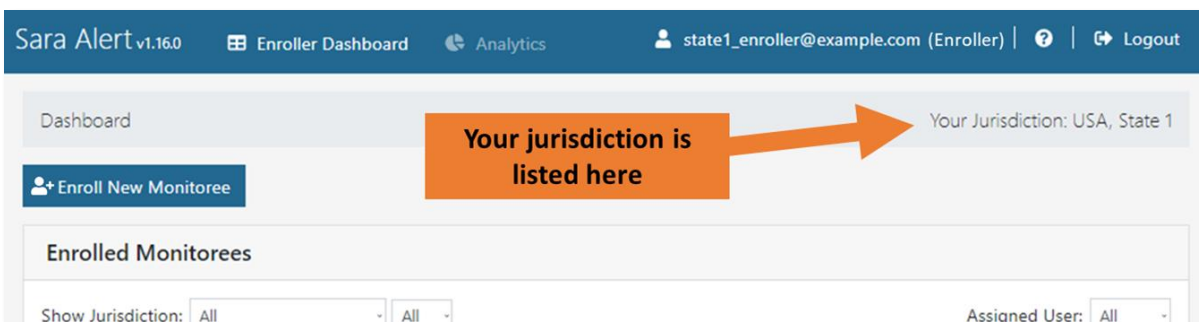 Sara Alert v1.16.0 Enroller Dashboard Analytics state1_enroller@example.com (Enroller) | ? | Logout
Dashboard Your Jurisdiction: USA, State 1
Your jurisdiction is
listed here
Enroll New Monitoree
Enrolled Monitorees
Show Jurisdiction: All All Assigned User: All